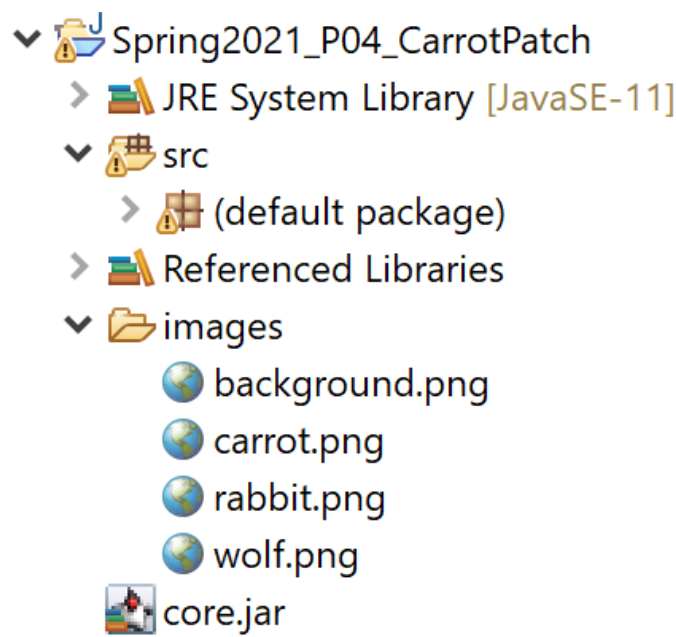 Spring2021_P04_CarrotPatch
JRE System Library [JavaSE-11]
src
(default package)
Referenced Libraries
images
background.png
carrot.png
rabbit.png
wolf.png
core.jar